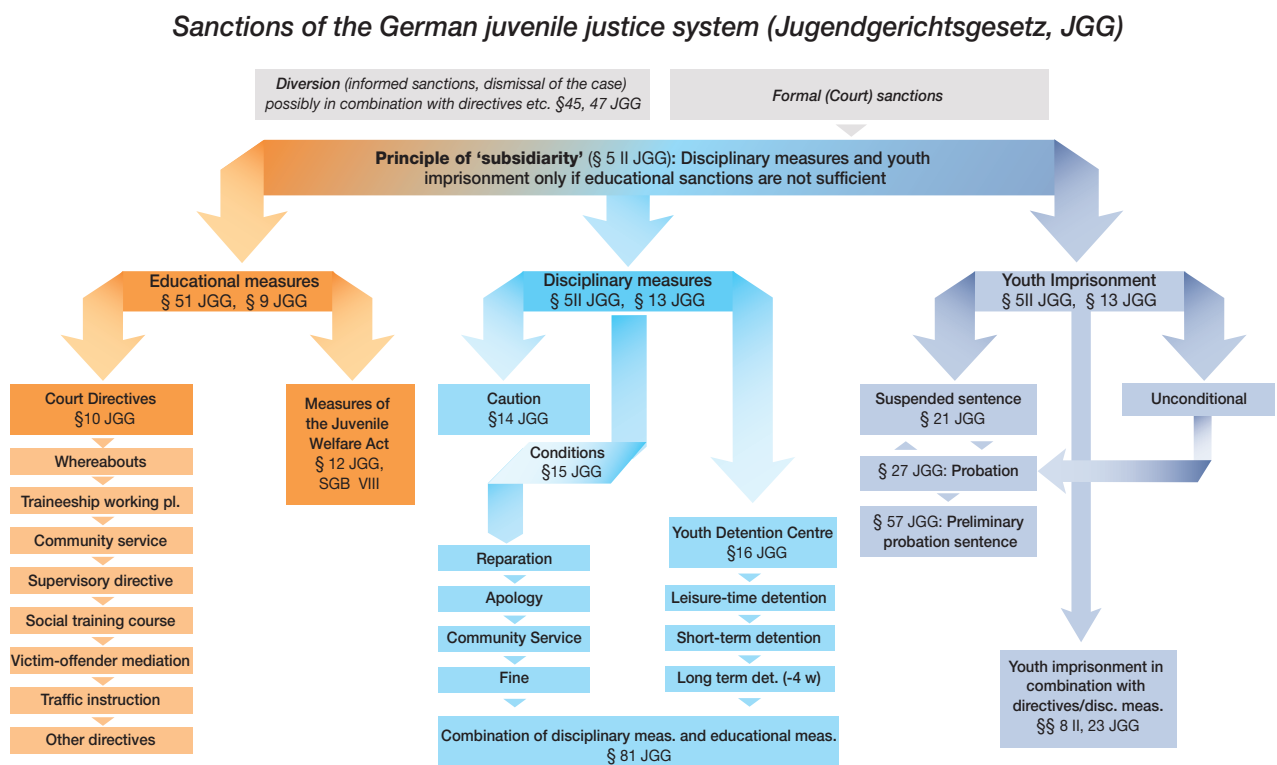 Sanctions of the German juvenile justice system (Jugendgerichtsgesetz, JGG)
Diversion (informed sanctions, dismissal of the case)
possibly in combination with directives etc. §45, 47 JGG
Formal (Court) sanctions
Principle of ‘subsidiarity’ (§ 5 II JGG): Disciplinary measures and youth
imprisonment only if educational sanctions are not sufficient
Educational measures
§ 51 JGG, § 9 JGG
Disciplinary measures
§ 5II JGG, § 13 JGG
Youth Imprisonment
§ 5II JGG, § 13 JGG
Court Directives
§10 JGG
Whereabouts
Traineeship working pl.
Community service
Supervisory directive
Social training course
Victim-offender mediation
Traffic instruction
Other directives
Measures of
the Juvenile
Welfare Act
§ 12 JGG,
SGB VIII
Caution
§14 JGG
Conditions
§15 JGG
Reparation
Apology
Community Service
Fine
Youth Detention Centre
§16 JGG
Leisure-time detention
Short-term detention
Long term det. (-4 w)
Combination of disciplinary meas. and educational meas.
§ 81 JGG
Suspended sentence
§ 21 JGG
§ 27 JGG: Probation
§ 57 JGG: Preliminary
probation sentence
Unconditional
Youth imprisonment in
combination with
directives/disc. meas.
§§ 8 II, 23 JGG